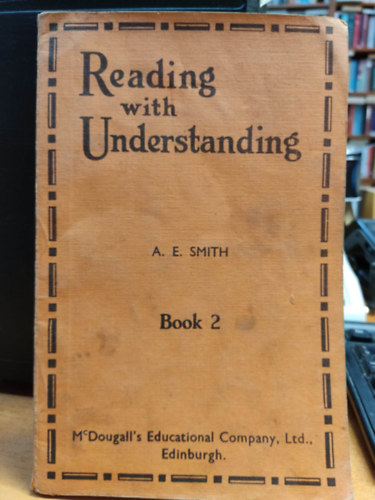 Reading
with
Understanding
A. E. SMITH
Book 2
McDougall's Educational Company, Ltd.,
Edinburgh.